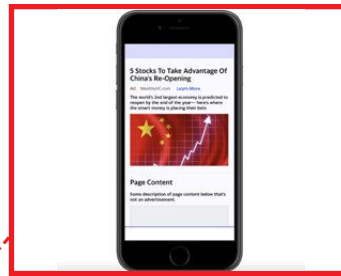 5 Stocks To Take Advantage Of
China's Re-Opening
Ad WealthyVC.com Learn More
The world's 2nd largest economy is predicted to
reopen by the end of the year— here's where
the smart money is placing their bets
Page Content
Some description of page content below that's
not an advertisement.